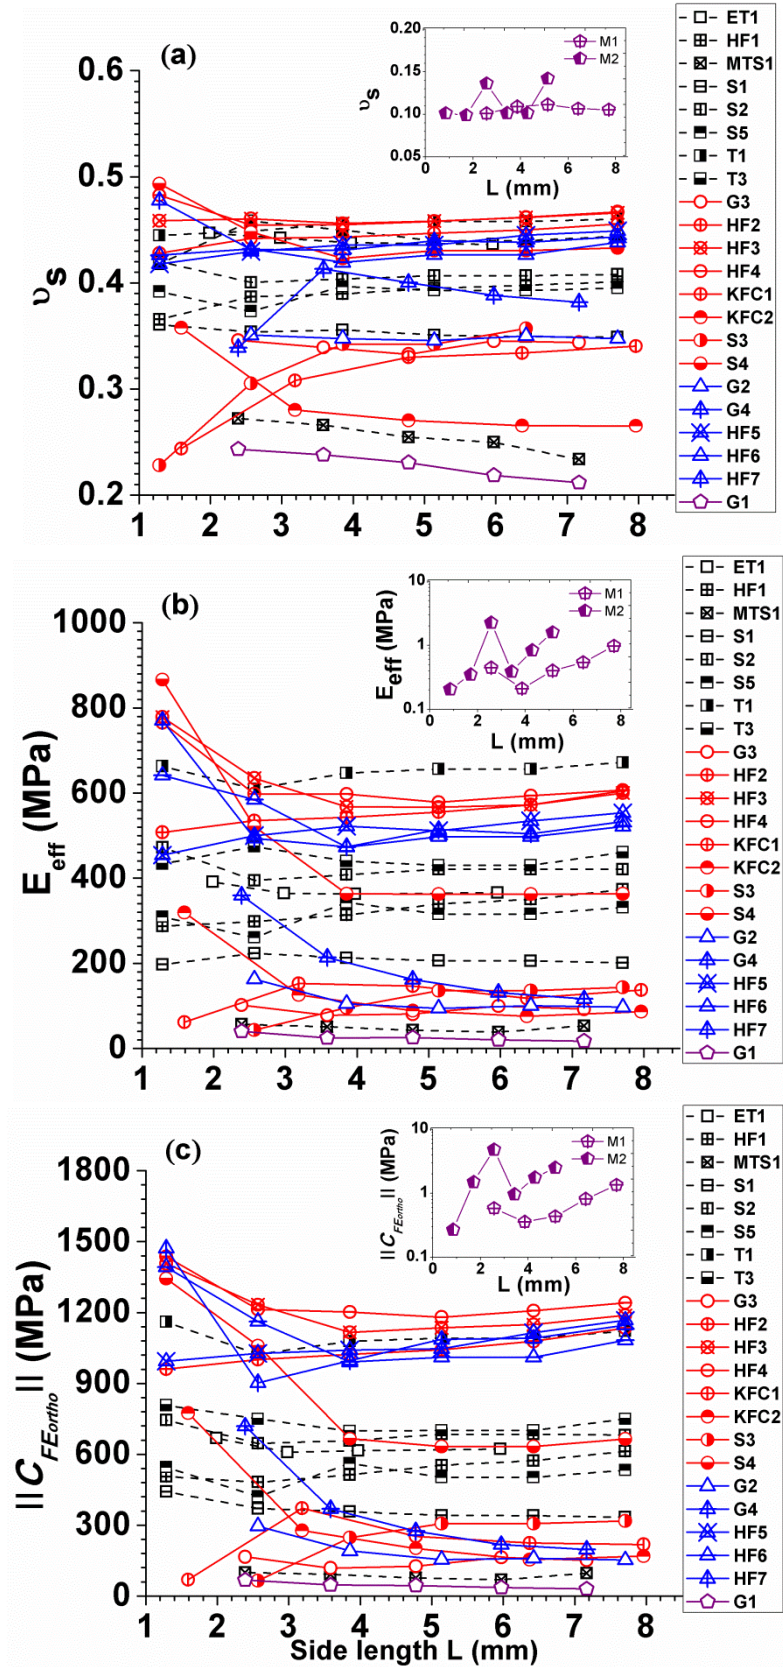 (a)
0.6
0.5
0.4
0.3
0.2
υS
1 2 3 4 5 6 7 8
0.20
0.15
0.10
0.05
υS
0 2 4 6 8
L (mm)
M1
M2
ET1
HF1
MTS1
S1
S2
S5
T1
T3
G3
HF2
HF3
HF4
KFC1
KFC2
S3
S4
G2
G4
HF5
HF6
HF7
G1
(b)
1000
800
600
400
200
0
Eeff (MPa)
1 2 3 4 5 6 7 8
10
1
0.1
Eeff (MPa)
0 2 4 6 8
L (mm)
M1
M2
ET1
HF1
MTS1
S1
S2
S5
T1
T3
G3
HF2
HF3
HF4
KFC1
KFC2
S3
S4
G2
G4
HF5
HF6
HF7
G1
(c)
1800
1500
1200
900
600
300
0
||CFEortho|| (MPa)
1 2 3 4 5 6 7 8
Side length L (mm)
10
1
0.1
||CFEortho|| (MPa)
0 2 4 6 8
L (mm)
M1
M2
ET1
HF1
MTS1
S1
S2
S5
T1
T3
G3
HF2
HF3
HF4
KFC1
KFC2
S3
S4
G2
G4
HF5
HF6
HF7
G1